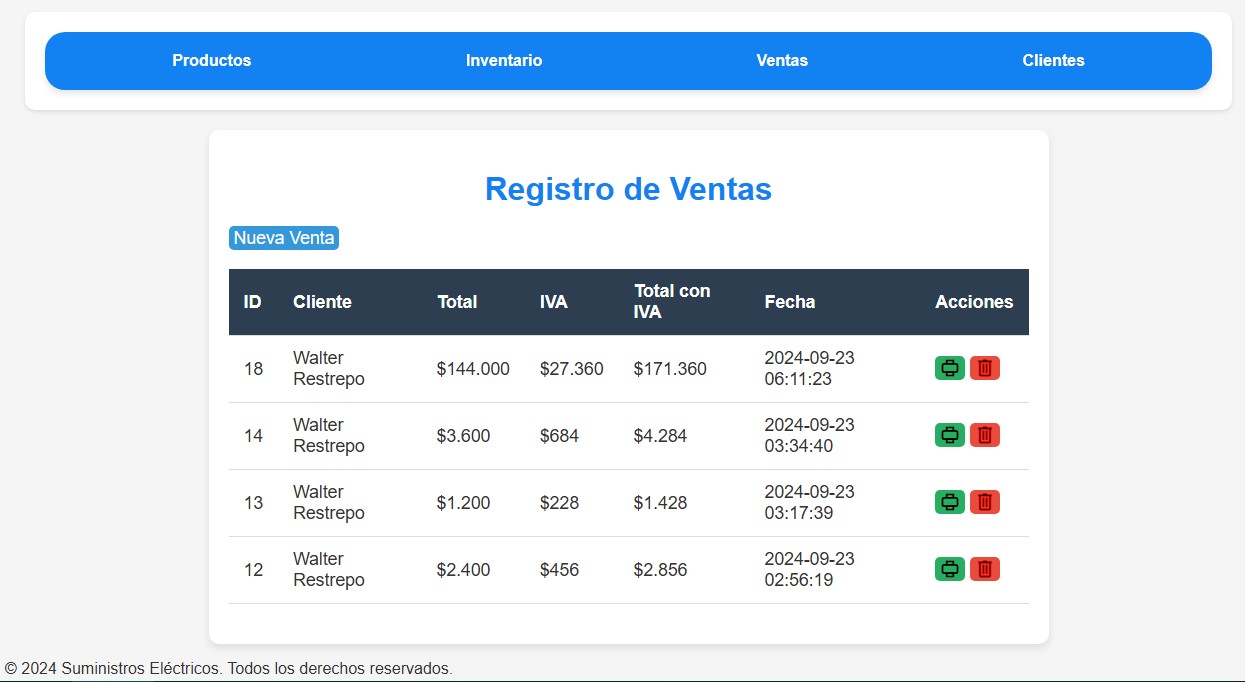 Productos Inventario Ventas Clientes
Registro de Ventas
Nueva Venta
ID Cliente Total IVA Total con IVA Fecha Acciones
18 Walter Restrepo $144.000 $27.360 $171.360 2024-09-23 06:11:23
14 Walter Restrepo $3.600 $684 $4.284 2024-09-23 03:34:40
13 Walter Restrepo $1.200 $228 $1.428 2024-09-23 03:17:39
12 Walter Restrepo $2.400 $456 $2.856 2024-09-23 02:56:19
© 2024 Suministros Eléctricos. Todos los derechos reservados.